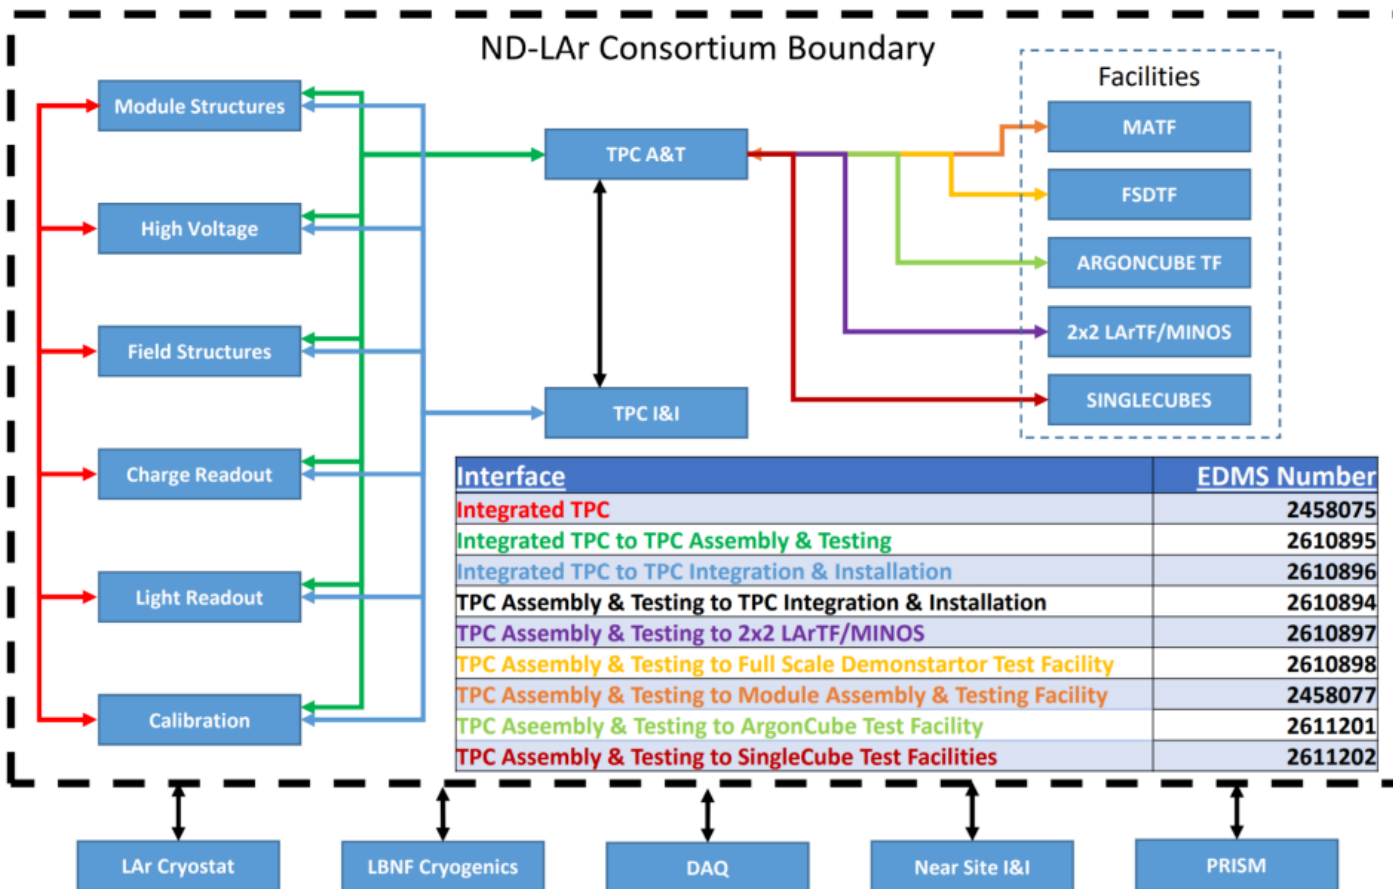 ND-LAr Consortium Boundary
Facilities
Module Structures
MATF
TPC A&T
FSDTF
High Voltage
ARGONCUBE TF
2x2 LArTF/MINOS
Field Structures
SINGLECUBES
TPC I&I
Charge Readout
Light Readout
Calibration
Interface EDMS Number
Integrated TPC 2458075
Integrated TPC to TPC Assembly & Testing 2610895
Integrated TPC to TPC Integration & Installation 2610896
TPC Assembly & Testing to TPC Integration & Installation 2610894
TPC Assembly & Testing to 2x2 LArTF/MINOS 2610897
TPC Assembly & Testing to Full Scale Demonstartor Test Facility 2610898
TPC Assembly & Testing to Module Assembly & Testing Facility 2458077
TPC Aseembly & Testing to ArgonCube Test Facility 2611201
TPC Assembly & Testing to SingleCube Test Facilities 2611202
LAr Cryostat
LBNF Cryogenics
DAQ
Near Site I&I
PRISM